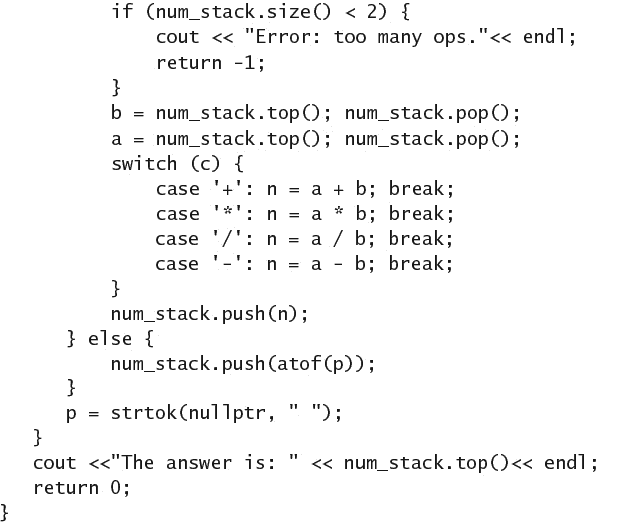 if (num_stack.size() < 2) {
cout << "Error: too many ops."<< endl;
return -1;
}
b = num_stack.top(); num_stack.pop();
a = num_stack.top(); num_stack.pop();
switch (c) {
case '+': n = a + b; break;
case '*': n = a * b; break;
case '/': n = a / b; break;
case '-': n = a - b; break;
}
num_stack.push(n);
} else {
num_stack.push(atof(p));
}
p = strtok(nullptr, " ");
}
cout <<"The answer is: " << num_stack.top()<< endl;
return 0;
}